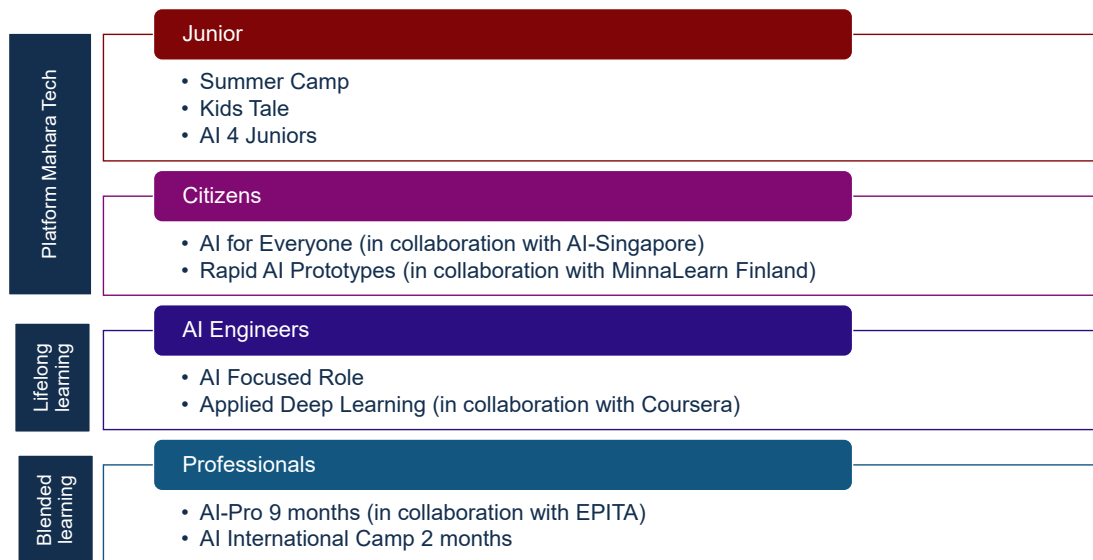 Platform Mahara Tech
Junior
• Summer Camp
• Kids Tale
• AI 4 Juniors
Citizens
• AI for Everyone (in collaboration with AI-Singapore)
• Rapid AI Prototypes (in collaboration with MinnaLearn Finland)
Lifelong
learning
AI Engineers
• AI Focused Role
• Applied Deep Learning (in collaboration with Coursera)
Blended
learning
Professionals
• AI-Pro 9 months (in collaboration with EPITA)
• AI International Camp 2 months